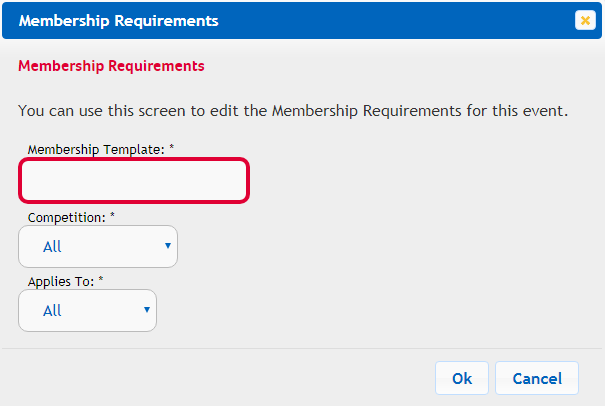 Membership Requirements
Membership Requirements
You can use this screen to edit the Membership Requirements for this event.
Membership Template: *
Competition: *
All
Applies To: *
All
Ok Cancel